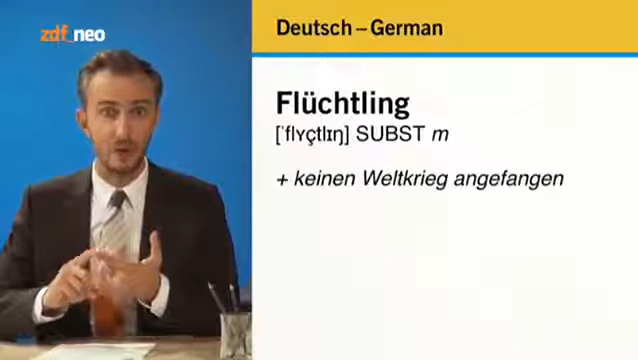 zdf_neo
Deutsch – German
Flüchtling
[ˈflʏçtlɪŋ] SUBST m
+ keinen Weltkrieg angefangen